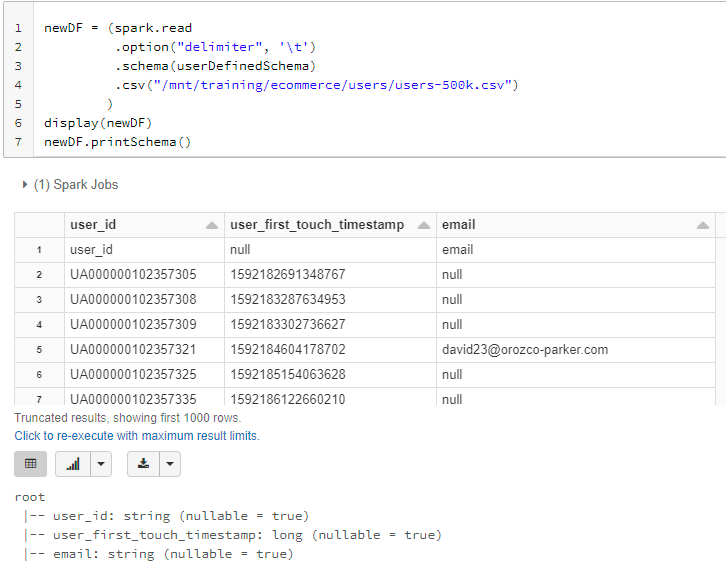 1 newDF = (spark.read
2 .option("delimiter", '\t')
3 .schema(userDefinedSchema)
4 .csv("/mnt/training/ecommerce/users/users-500k.csv")
5 )
6 display(newDF)
7 newDF.printSchema()
(1) Spark Jobs
user_id user_first_touch_timestamp email
1 user_id null email
2 UA000000102357305 1592182691348767 null
3 UA000000102357308 1592183287634953 null
4 UA000000102357309 1592183302736627 null
5 UA000000102357321 1592184604178702 david23@orozco-parker.com
6 UA000000102357325 1592185154063628 null
7 UA000000102357335 1592186122660210 null
Truncated results, showing first 1000 rows.
Click to re-execute with maximum result limits.
root
|-- user_id: string (nullable = true)
|-- user_first_touch_timestamp: long (nullable = true)
|-- email: string (nullable = true)